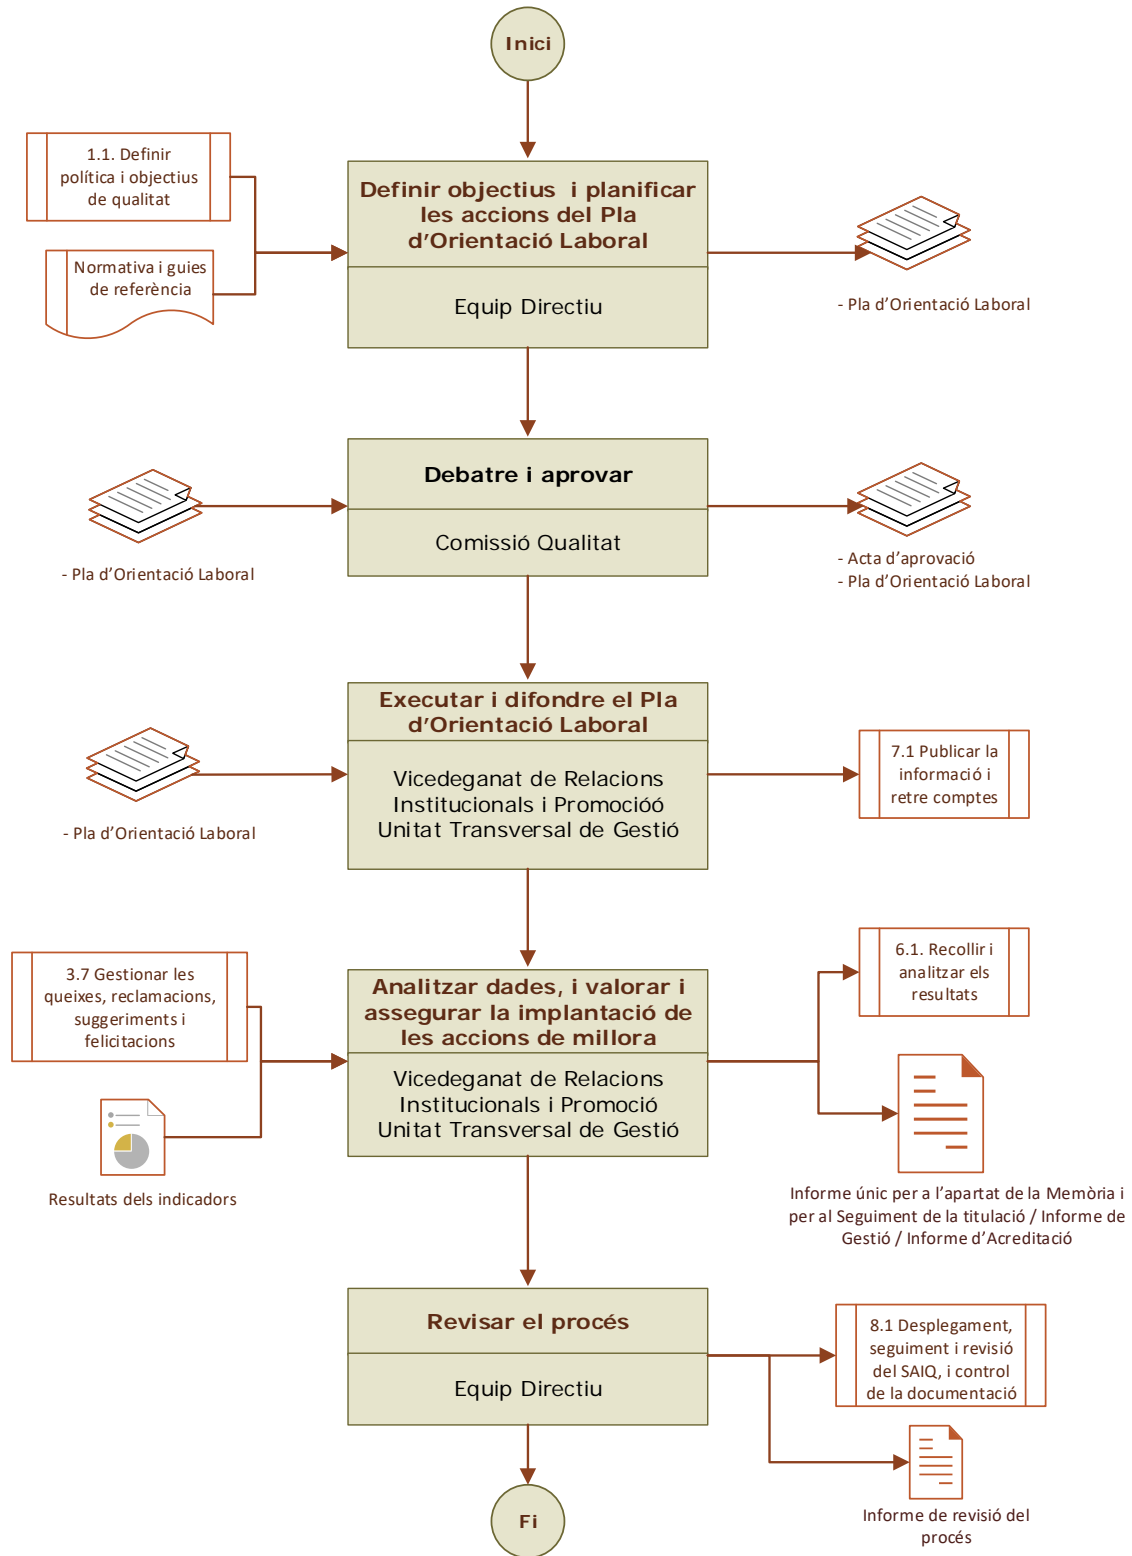 Inici
1.1. Definir
política i objectius
de qualitat
Normativa i guies
de referència
Definir objectius i planificar
les accions del Pla
d’Orientació Laboral
Equip Directiu
- Pla d’Orientació Laboral
- Pla d’Orientació Laboral
Debatre i aprovar
Comissió Qualitat
- Acta d’aprovació
- Pla d’Orientació Laboral
- Pla d’Orientació Laboral
Executar i difondre el Pla
d’Orientació Laboral
Vicedeganat de Relacions
Institucionals i Promocióó
Unitat Transversal de Gestió
7.1 Publicar la
informació i
retre comptes
3.7 Gestionar les
queixes, reclamacions,
suggeriments i
felicitacions
Resultats dels indicadors
Analitzar dades, i valorar i
assegurar la implantació de
les accions de millora
Vicedeganat de Relacions
Institucionals i Promoció
Unitat Transversal de Gestió
6.1. Recollir i
analitzar els
resultats
Informe únic per a l’apartat de la Memòria i
per al Seguiment de la titulació / Informe de
Gestió / Informe d’Acreditació
Revisar el procés
Equip Directiu
8.1 Desplegament,
seguiment i revisió
del SAIQ, i control
de la documentació
Informe de revisió del
procés
Fi